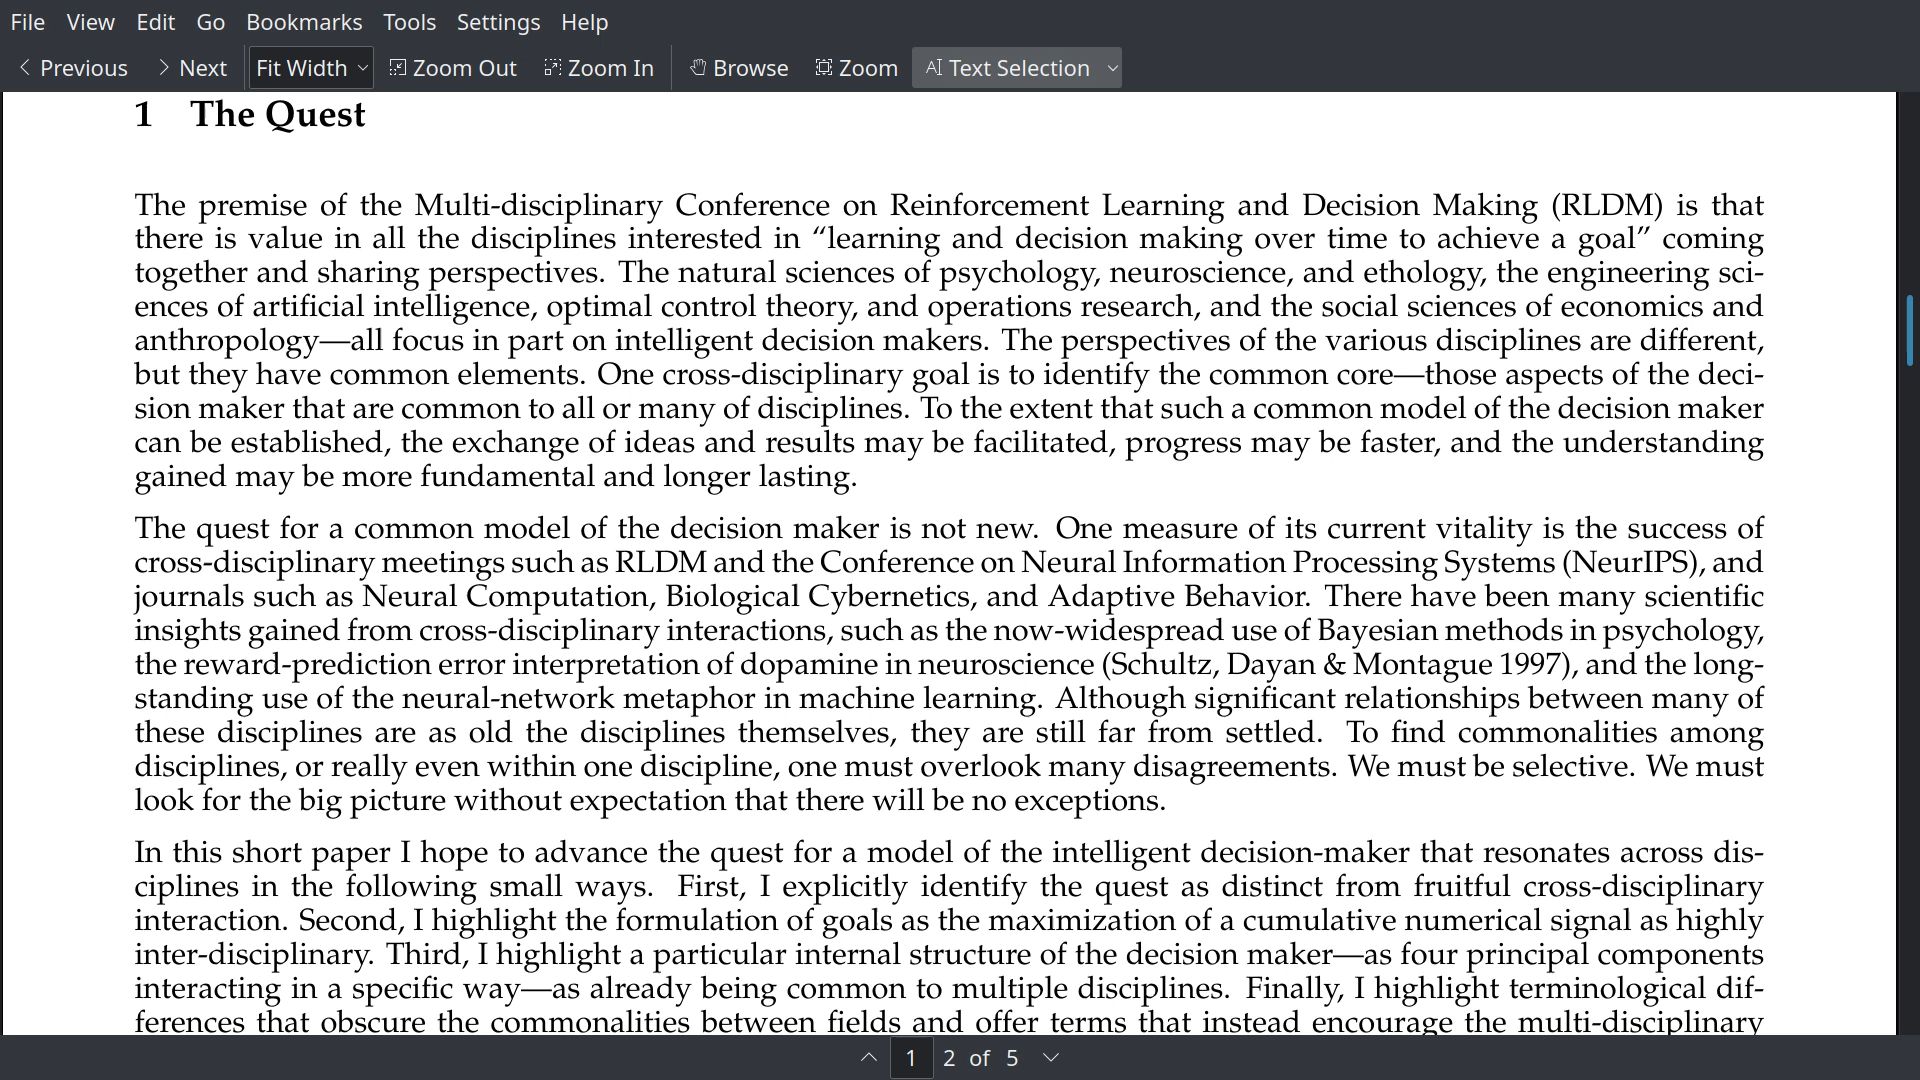 File View Edit Go Bookmarks Tools Settings Help
Previous Next Fit Width Zoom Out Zoom In Browse Zoom Text Selection
1 The Quest
The premise of the Multi-disciplinary Conference on Reinforcement Learning and Decision Making (RLDM) is that
there is value in all the disciplines interested in “learning and decision making over time to achieve a goal” coming
together and sharing perspectives. The natural sciences of psychology, neuroscience, and ethology, the engineering sci-
ences of artificial intelligence, optimal control theory, and operations research, and the social sciences of economics and
anthropology—all focus in part on intelligent decision makers. The perspectives of the various disciplines are different,
but they have common elements. One cross-disciplinary goal is to identify the common core—those aspects of the deci-
sion maker that are common to all or many of disciplines. To the extent that such a common model of the decision maker
can be established, the exchange of ideas and results may be facilitated, progress may be faster, and the understanding
gained may be more fundamental and longer lasting.
The quest for a common model of the decision maker is not new. One measure of its current vitality is the success of
cross-disciplinary meetings such as RLDM and the Conference on Neural Information Processing Systems (NeurIPS), and
journals such as Neural Computation, Biological Cybernetics, and Adaptive Behavior. There have been many scientific
insights gained from cross-disciplinary interactions, such as the now-widespread use of Bayesian methods in psychology,
the reward-prediction error interpretation of dopamine in neuroscience (Schultz, Dayan & Montague 1997), and the long-
standing use of the neural-network metaphor in machine learning. Although significant relationships between many of
these disciplines are as old the disciplines themselves, they are still far from settled. To find commonalities among
disciplines, or really even within one discipline, one must overlook many disagreements. We must be selective. We must
look for the big picture without expectation that there will be no exceptions.
In this short paper I hope to advance the quest for a model of the intelligent decision-maker that resonates across dis-
ciplines in the following small ways. First, I explicitly identify the quest as distinct from fruitful cross-disciplinary
interaction. Second, I highlight the formulation of goals as the maximization of a cumulative numerical signal as highly
inter-disciplinary. Third, I highlight a particular internal structure of the decision maker—as four principal components
interacting in a specific way—as already being common to multiple disciplines. Finally, I highlight terminological dif-
ferences that obscure the commonalities between fields and offer terms that instead encourage the multi-disciplinary
1 2 of 5